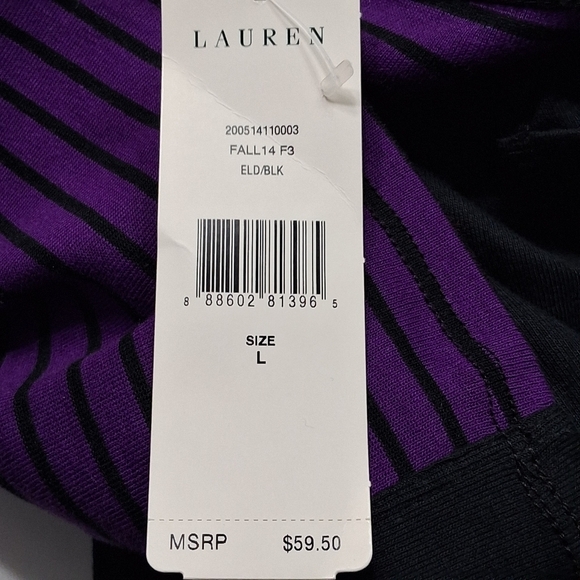 LAUREN
200514110003
FALL14 F3
ELD/BLK
8 88602 81396 5
SIZE
L
MSRP $59.50